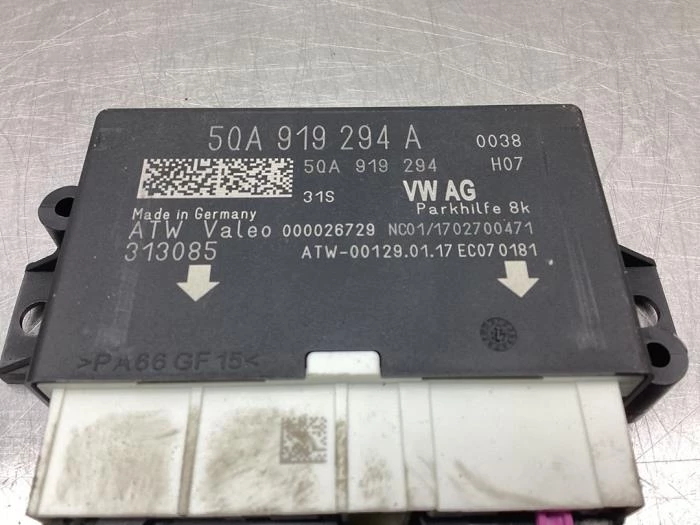 5QA 919 294 A 0038
5QA 919 294 H07
31S VW AG
Made in Germany Parkhilfe 8k
ATW Valeo 000026729 NC01/1702700471
313085 ATW-00129.01.17 EC07 0181
>PA66 GF15<